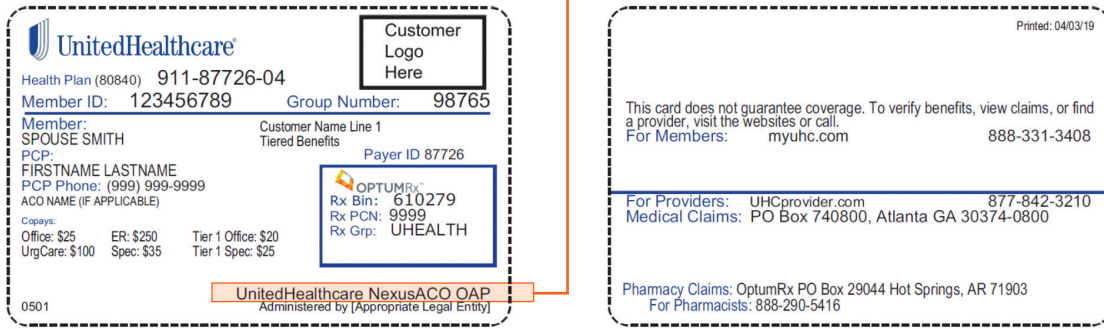 UnitedHealthcare®
Customer
Logo
Here
Health Plan (80840) 911-87726-04
Member ID: 123456789 Group Number: 98765
Member:
SPOUSE SMITH
Customer Name Line 1
Tiered Benefits
PCP:
FIRSTNAME LASTNAME
Payer ID 87726
PCP Phone: (999) 999-9999
ACO NAME (IF APPLICABLE)
OPTUMRx™
Rx Bin: 610279
Rx PCN: 9999
Rx Grp: UHEALTH
Copays:
Office: $25 ER: $250 Tier 1 Office: $20
UrgCare: $100 Spec: $35 Tier 1 Spec: $25
UnitedHealthcare NexusACO OAP
0501 Administered by [Appropriate Legal Entity]
Printed: 04/03/19
This card does not guarantee coverage. To verify benefits, view claims, or find
a provider, visit the websites or call.
For Members: myuhc.com 888-331-3408
For Providers: UHCprovider.com 877-842-3210
Medical Claims: PO Box 740800, Atlanta GA 30374-0800
Pharmacy Claims: OptumRx PO Box 29044 Hot Springs, AR 71903
For Pharmacists: 888-290-5416